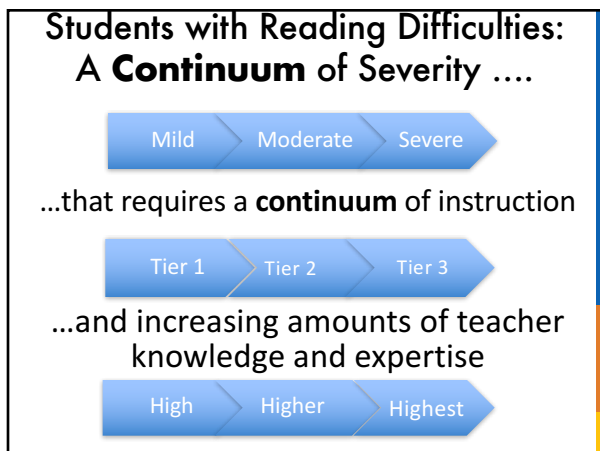 Students with Reading Difficulties:
A Continuum of Severity ....
Mild Moderate Severe
...that requires a continuum of instruction
Tier 1 Tier 2 Tier 3
...and increasing amounts of teacher
knowledge and expertise
High Higher Highest